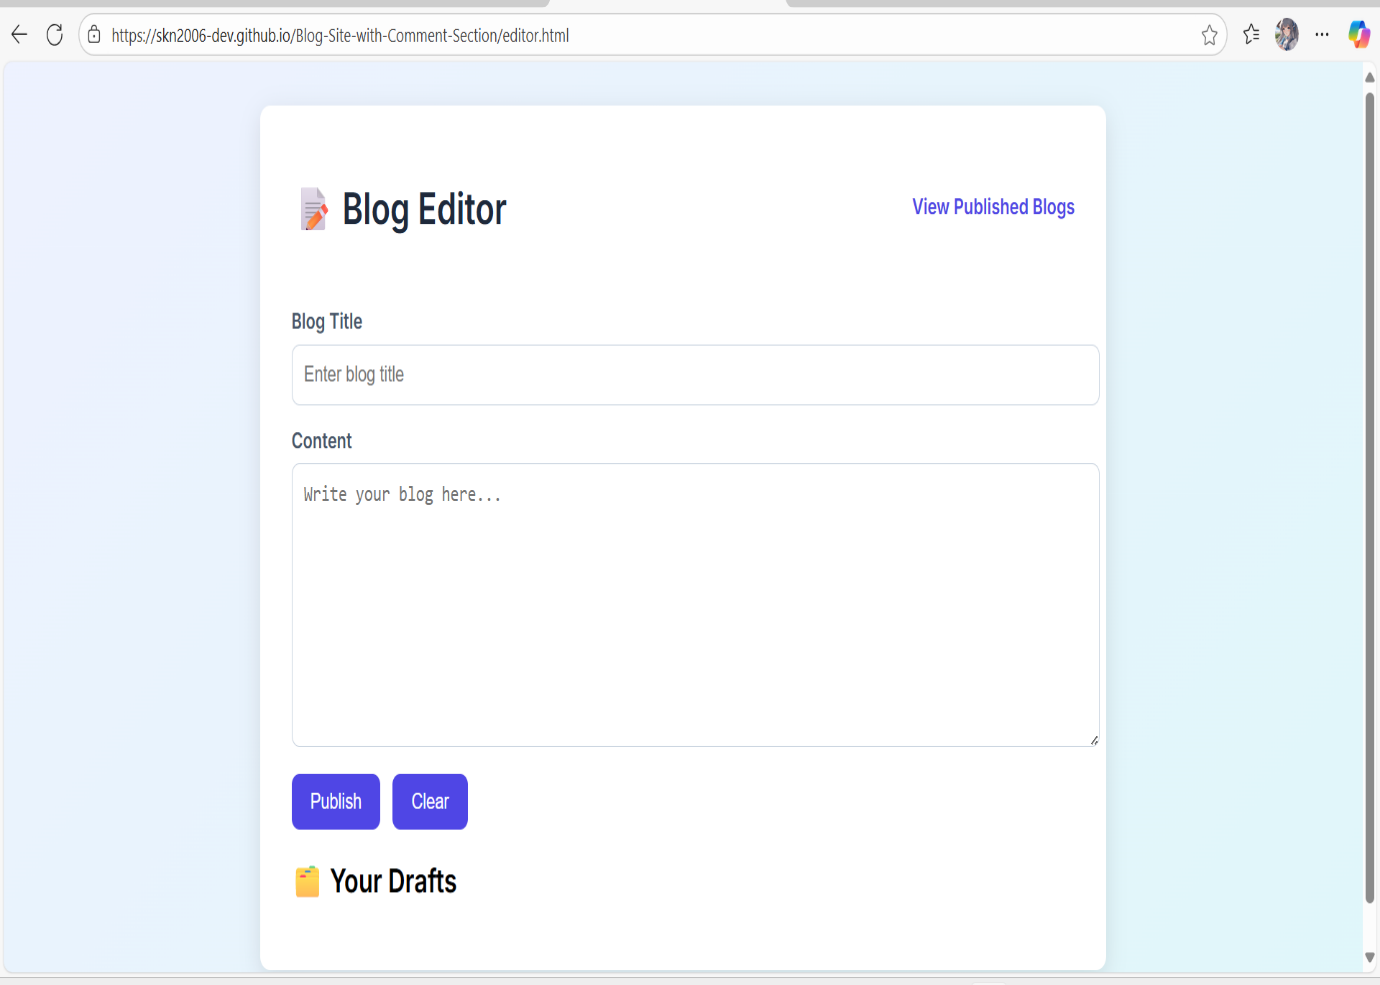 https://skn2006-dev.github.io/Blog-Site-with-Comment-Section/editor.html
Blog Editor
View Published Blogs
Blog Title
Enter blog title
Content
Write your blog here...
Publish
Clear
Your Drafts